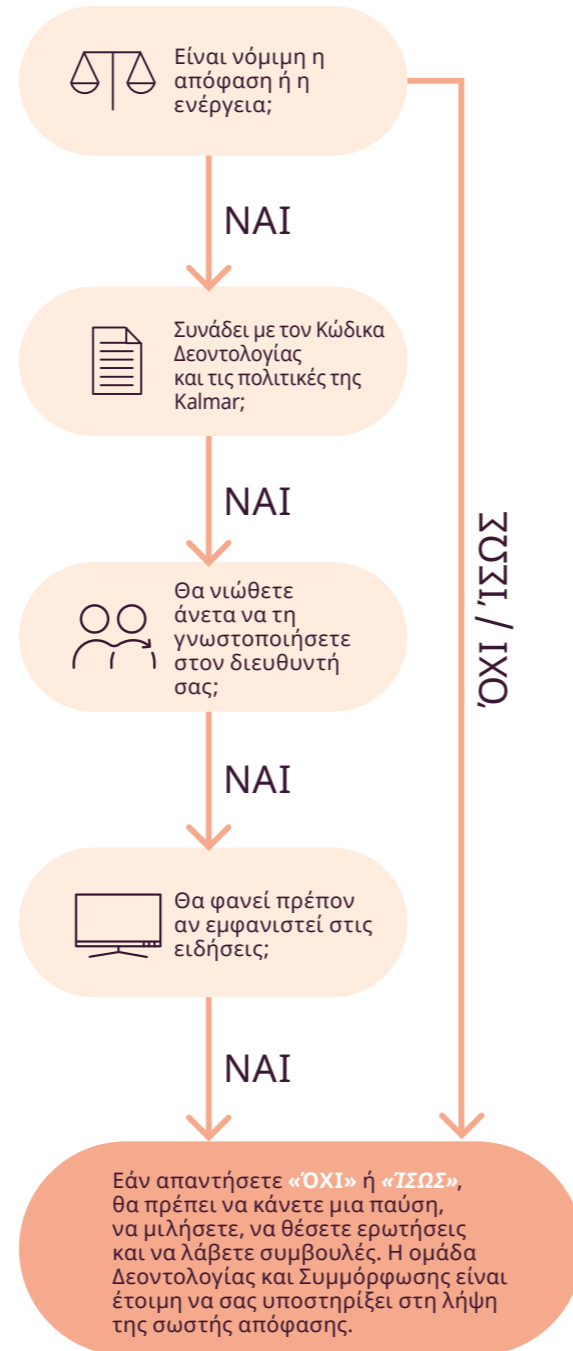 Είναι νόμιμη η
απόφαση ή η
ενέργεια;
ΝΑΙ
Συνάδει με τον Κώδικα
Δεοντολογίας
και τις πολιτικές της
Kalmar;
ΝΑΙ
Θα νιώθετε
άνετα να τη
γνωστοποιήσετε
στον διευθυντή
σας;
ΝΑΙ
Θα φανεί πρέπον
αν εμφανιστεί στις
ειδήσεις;
ΝΑΙ
ΌΧΙ / ΊΣΩΣ
Εάν απαντήσετε «ΌΧΙ» ή «ΊΣΩΣ»,
θα πρέπει να κάνετε μια παύση,
να μιλήσετε, να θέσετε ερωτήσεις
και να λάβετε συμβουλές. Η ομάδα
Δεοντολογίας και Συμμόρφωσης είναι
έτοιμη να σας υποστηρίξει στη λήψη
της σωστής απόφασης.